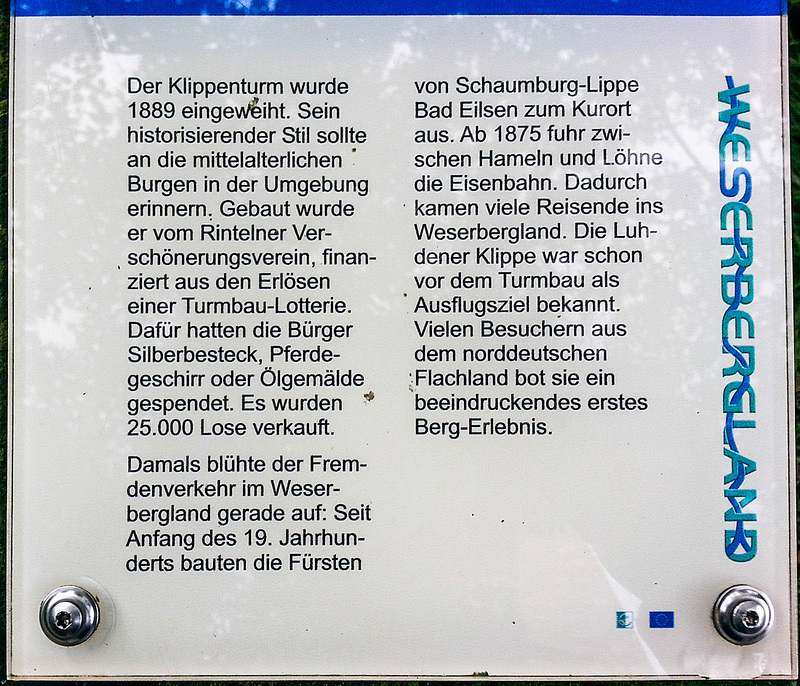 Der Klippenturm wurde
1889 eingeweiht. Sein
historisierender Stil sollte
an die mittelalterlichen
Burgen in der Umgebung
erinnern. Gebaut wurde
er vom Rintelner Ver-
schönerungsverein, finan-
ziert aus den Erlösen
einer Turmbau-Lotterie.
Dafür hatten die Bürger
Silberbesteck, Pferde-
geschirr oder Ölgemälde
gespendet. Es wurden
25.000 Lose verkauft.
Damals blühte der Frem-
denverkehr im Weser-
bergland gerade auf: Seit
Anfang des 19. Jahrhun-
derts bauten die Fürsten
von Schaumburg-Lippe
Bad Eilsen zum Kurort
aus. Ab 1875 fuhr zwi-
schen Hameln und Löhne
die Eisenbahn. Dadurch
kamen viele Reisende ins
Weserbergland. Die Luh-
dener Klippe war schon
vor dem Turmbau als
Ausflugsziel bekannt.
Vielen Besuchern aus
dem norddeutschen
Flachland bot sie ein
beeindruckendes erstes
Berg-Erlebnis.
WESERBERGLAND